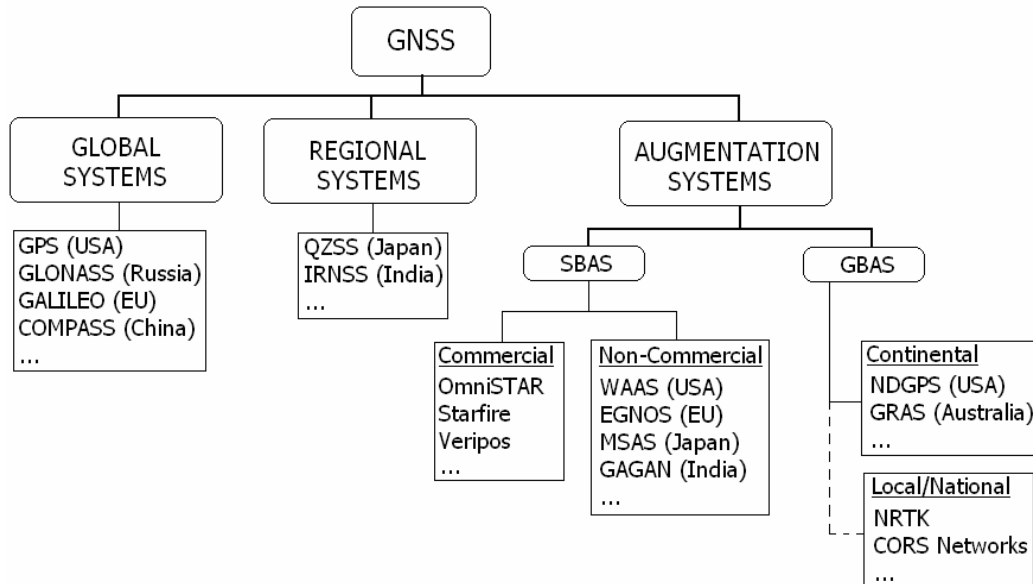 GNSS
GLOBAL
SYSTEMS
REGIONAL
SYSTEMS
AUGMENTATION
SYSTEMS
GPS (USA)
GLONASS (Russia)
GALILEO (EU)
COMPASS (China)
...
QZSS (Japan)
IRNSS (India)
...
SBAS
GBAS
Commercial
OmniSTAR
Starfire
Veripos
...
Non-Commercial
WAAS (USA)
EGNOS (EU)
MSAS (Japan)
GAGAN (India)
...
Continental
NDGPS (USA)
GRAS (Australia)
...
Local/National
NRTK
CORS Networks
...